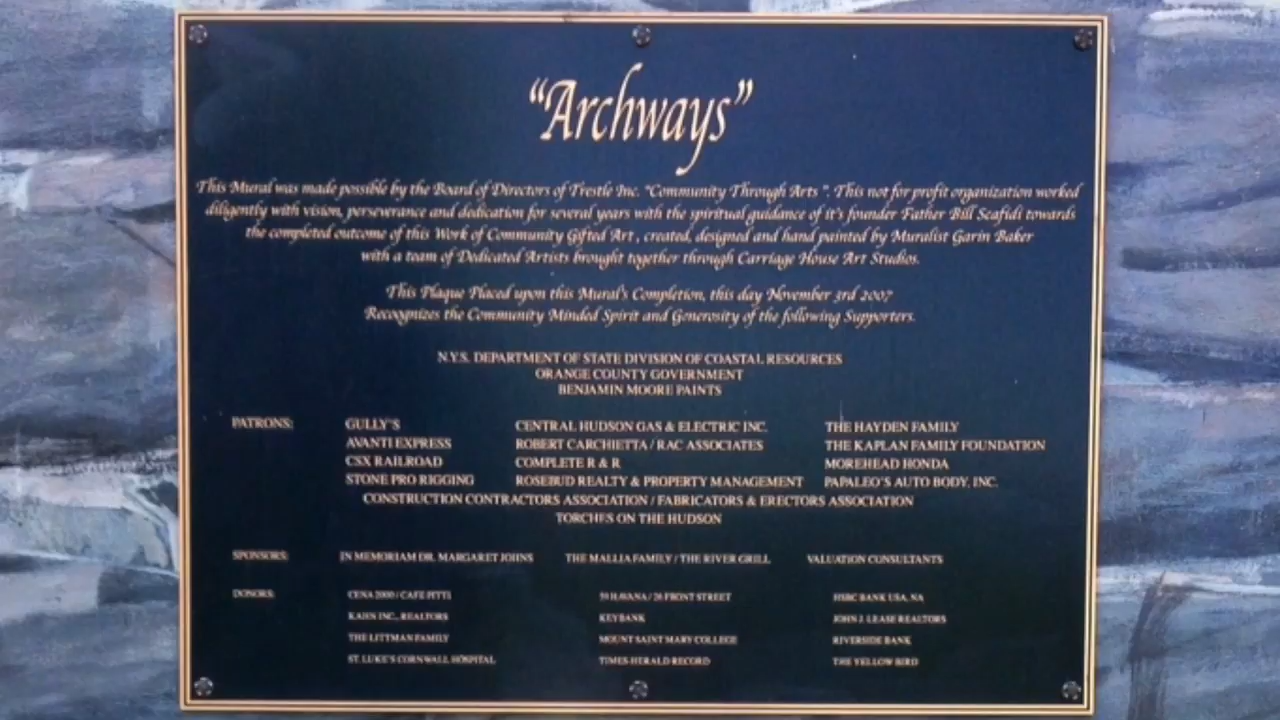 "Archways"
This Mural was made possible by the Board of Directors of Trestle Inc. "Community Through Arts". This not for profit organization worked
diligently with vision, perseverance and dedication for several years with the spiritual guidance of it's founder Father Bill Scafidi towards
the completed outcome of this Work of Community Gifted Art, created, designed and hand painted by Muralist Garin Baker
with a team of Dedicated Artists brought together through Carriage House Art Studios.
This Plaque Placed upon this Mural's Completion, this day November 3rd 2007
Recognizes the Community Minded Spirit and Generosity of the following Supporters.
N.Y.S. DEPARTMENT OF STATE DIVISION OF COASTAL RESOURCES
ORANGE COUNTY GOVERNMENT
BENJAMIN MOORE PAINTS
PATRONS: GULLY'S CENTRAL HUDSON GAS & ELECTRIC INC. THE HAYDEN FAMILY
AVANTI EXPRESS ROBERT CARCHIETTA / RAC ASSOCIATES THE KAPLAN FAMILY FOUNDATION
CSX RAILROAD COMPLETE R & R MOREHEAD HONDA
STONE PRO RIGGING ROSEBUD REALTY & PROPERTY MANAGEMENT PAPALEO'S AUTO BODY, INC.
CONSTRUCTION CONTRACTORS ASSOCIATION / FABRICATORS & ERECTORS ASSOCIATION
TORCHES ON THE HUDSON
SPONSORS: IN MEMORIAM DR. MARGARET JOHNS THE MALLIA FAMILY / THE RIVER GRILL VALUATION CONSULTANTS
DONORS: CENA 2000 / CAFE PITTI HAVANA / 26 FRONT STREET HSBC BANK USA, NA
KAHN INC., REALTORS KEYBANK JOHN J. LEASE REALTORS
THE LITTMAN FAMILY MOUNT SAINT MARY COLLEGE RIVERSIDE BANK
ST. LUKE'S CORNWALL HOSPITAL TIMES-HERALD RECORD THE YELLOW BIRD